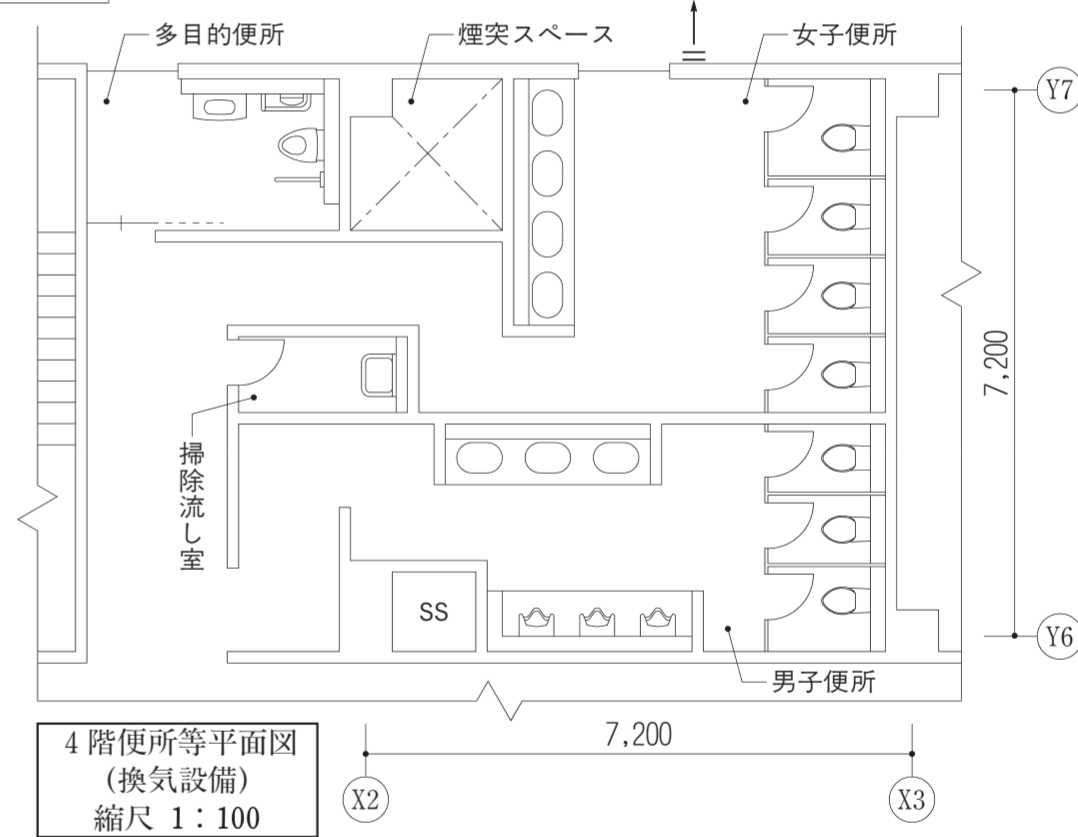 多目的便所
煙突スペース
女子便所
Y7
7,200
掃除流し室
SS
Y6
男子便所
4階便所等平面図
(換気設備)
縮尺 1：100
7,200
X2
X3